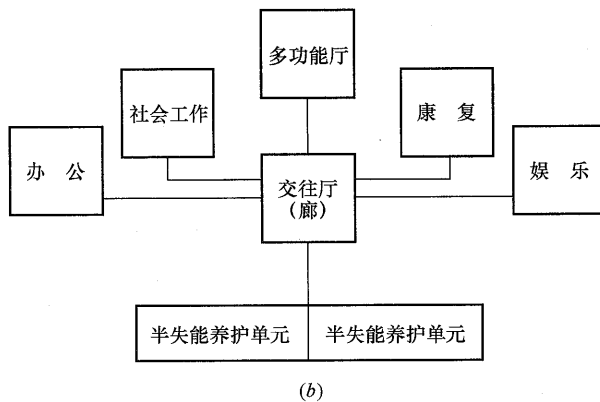 多功能厅
社会工作
康 复
办 公
娱 乐
交往厅
(廊)
半失能养护单元
半失能养护单元
(b)